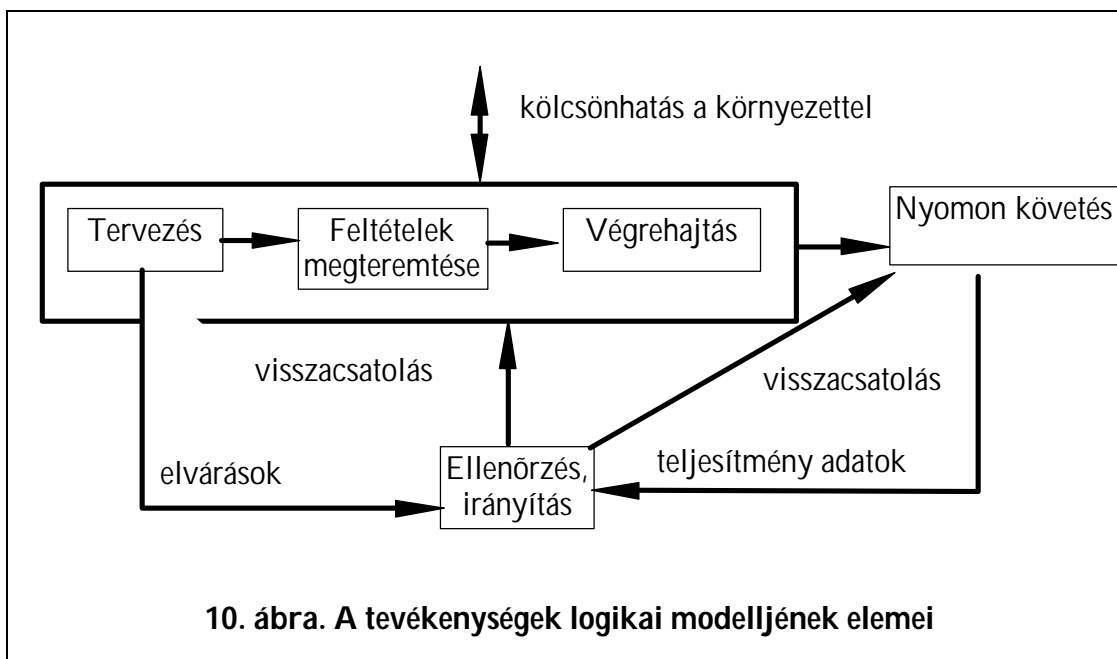 kölcsönhatás a környezettel
Tervezés
Feltételek
megteremtése
Végrehajtás
Nyomon követés
visszacsatolás
visszacsatolás
elvárások
Ellenõrzés,
irányítás
teljesítmény adatok
10. ábra. A tevékenységek logikai modelljének elemei